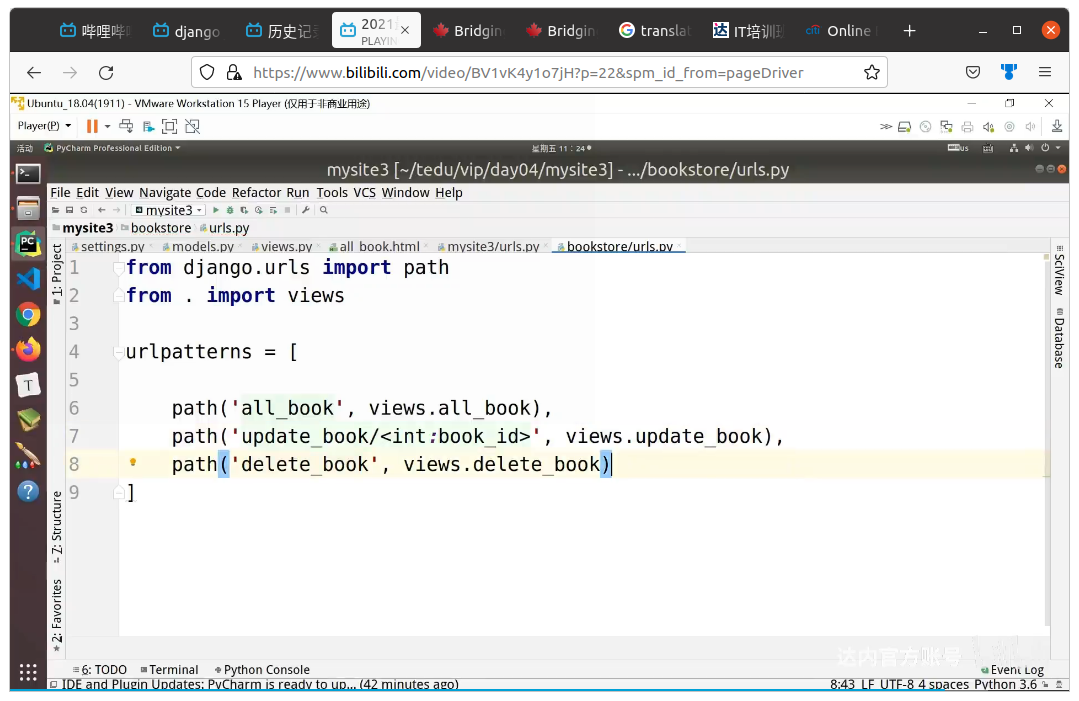 哔哩哔哩
django
历史记录
2021
PLAYIN
Bridgin
Bridgin
translat
IT培训班
Online
https://www.bilibili.com/video/BV1vK4y1o7jH?p=22&spm_id_from=pageDriver
Ubuntu_18.04(1911) - VMware Workstation 15 Player (仅用于非商业用途)
Player(P)
活动 PyCharm Professional Edition 星期五 11:24 us
mysite3 [~/tedu/vip/day04/mysite3] - .../bookstore/urls.py
File Edit View Navigate Code Refactor Run Tools VCS Window Help
mysite3
mysite3 bookstore urls.py
settings.py models.py views.py all_book.html mysite3/urls.py bookstore/urls.py
1 from django.urls import path
2 from . import views
3
4 urlpatterns = [
5
6 path('all_book', views.all_book),
7 path('update_book/<int:book_id>', views.update_book),
8 path('delete_book', views.delete_book)
9 ]
1: Project
Z: Structure
2: Favorites
SciView
Database
达内官方账号
6: TODO Terminal Python Console Event Log
IDE and Plugin Updates: PyCharm is ready to up... (42 minutes ago) 8:43 LF UTF-8 4 spaces Python 3.6